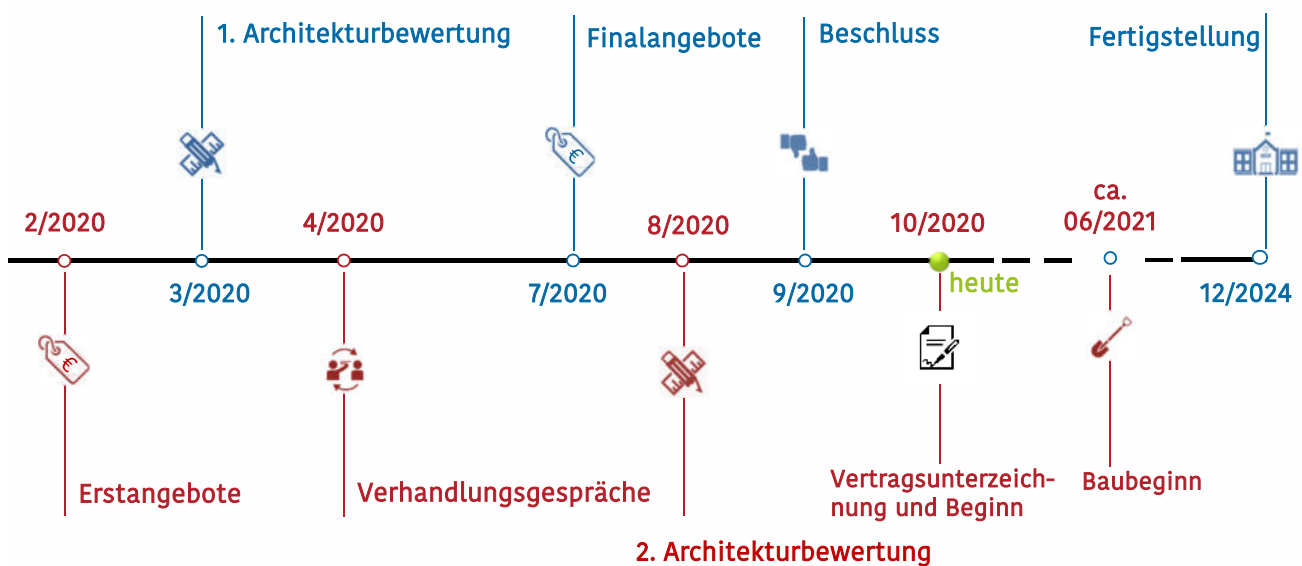 1. Architekturbewertung
Finalangebote
Beschluss
Fertigstellung
€
2/2020
4/2020
8/2020
10/2020
ca.
06/2021
3/2020
7/2020
9/2020
heute
12/2024
€
Erstangebote
Verhandlungsgespräche
Vertragsunterzeich-
nung und Beginn
Baubeginn
2. Architekturbewertung